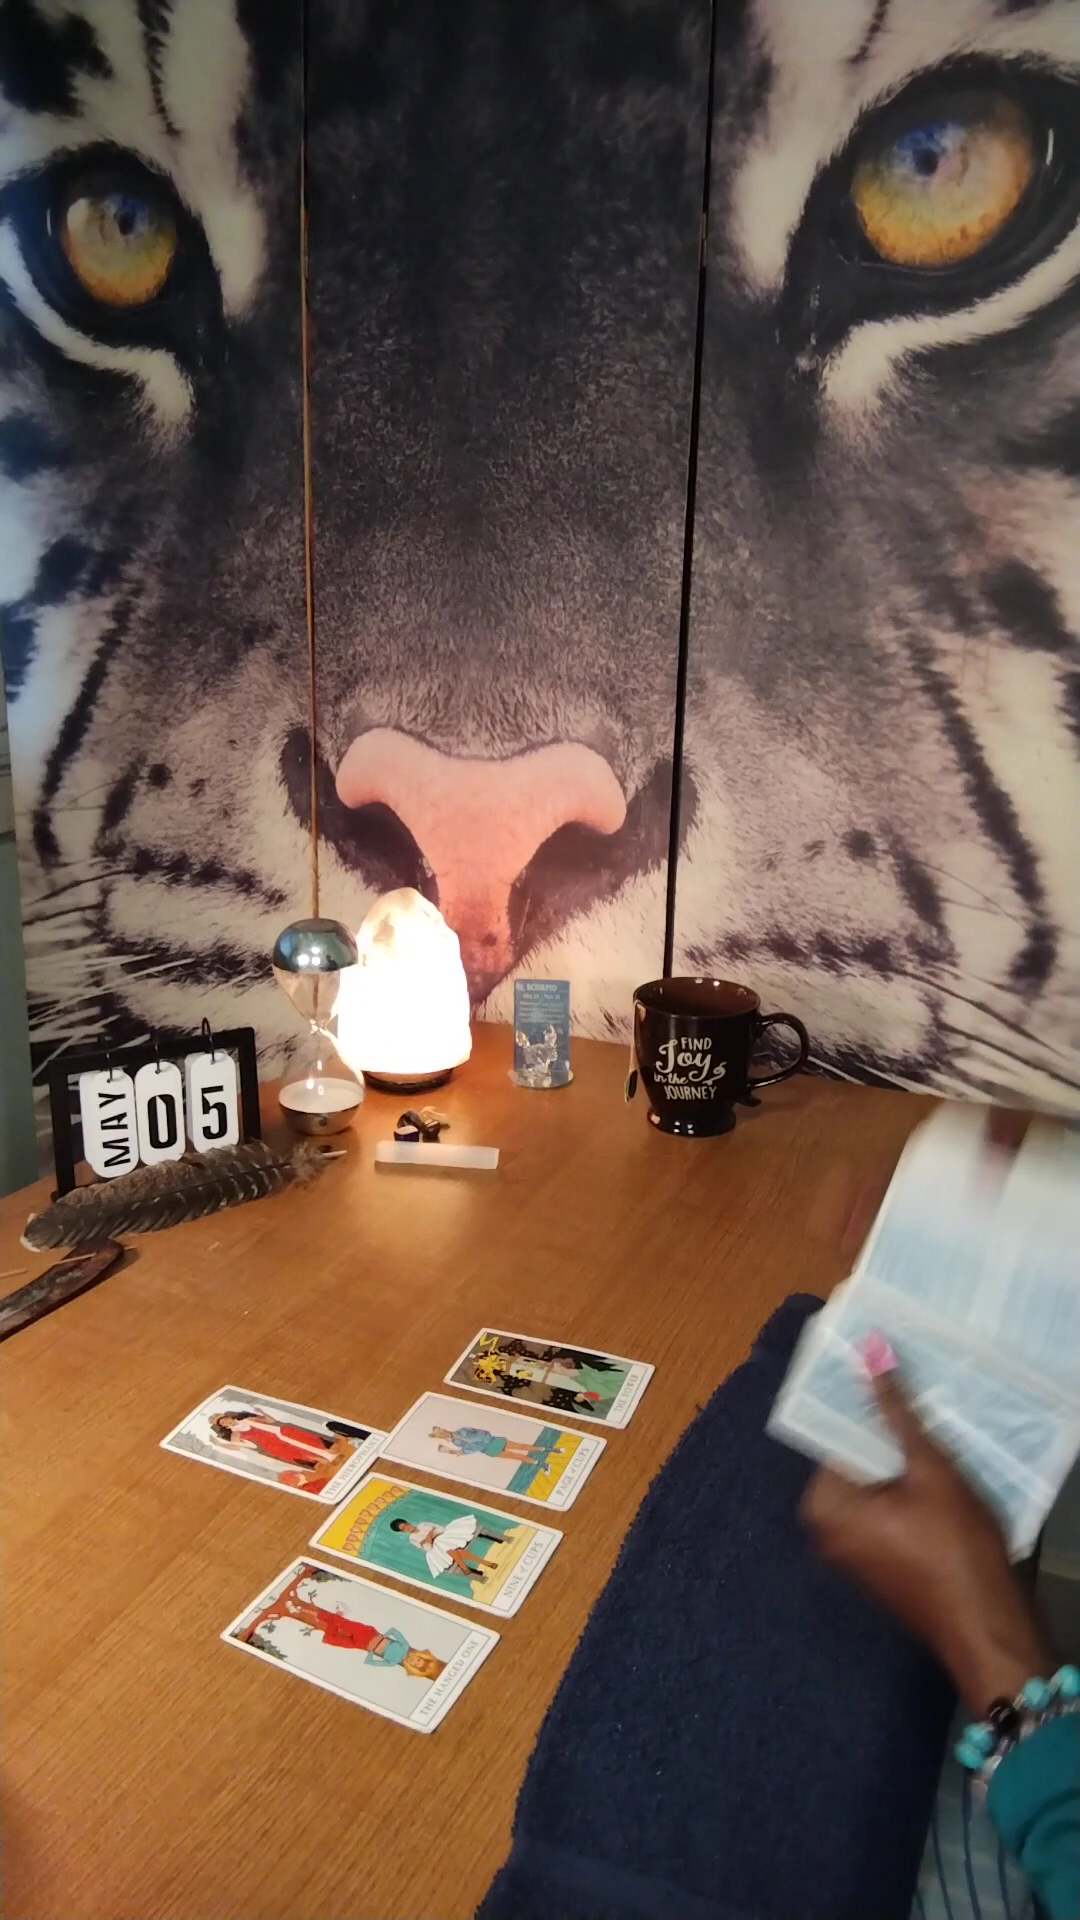 SCORPIO
FIND
Joy
in the
JOURNEY
MAY 05
THE TOWER
PAGE of CUPS
THE HIEROPHANT
NINE of CUPS
THE HANGED ONE